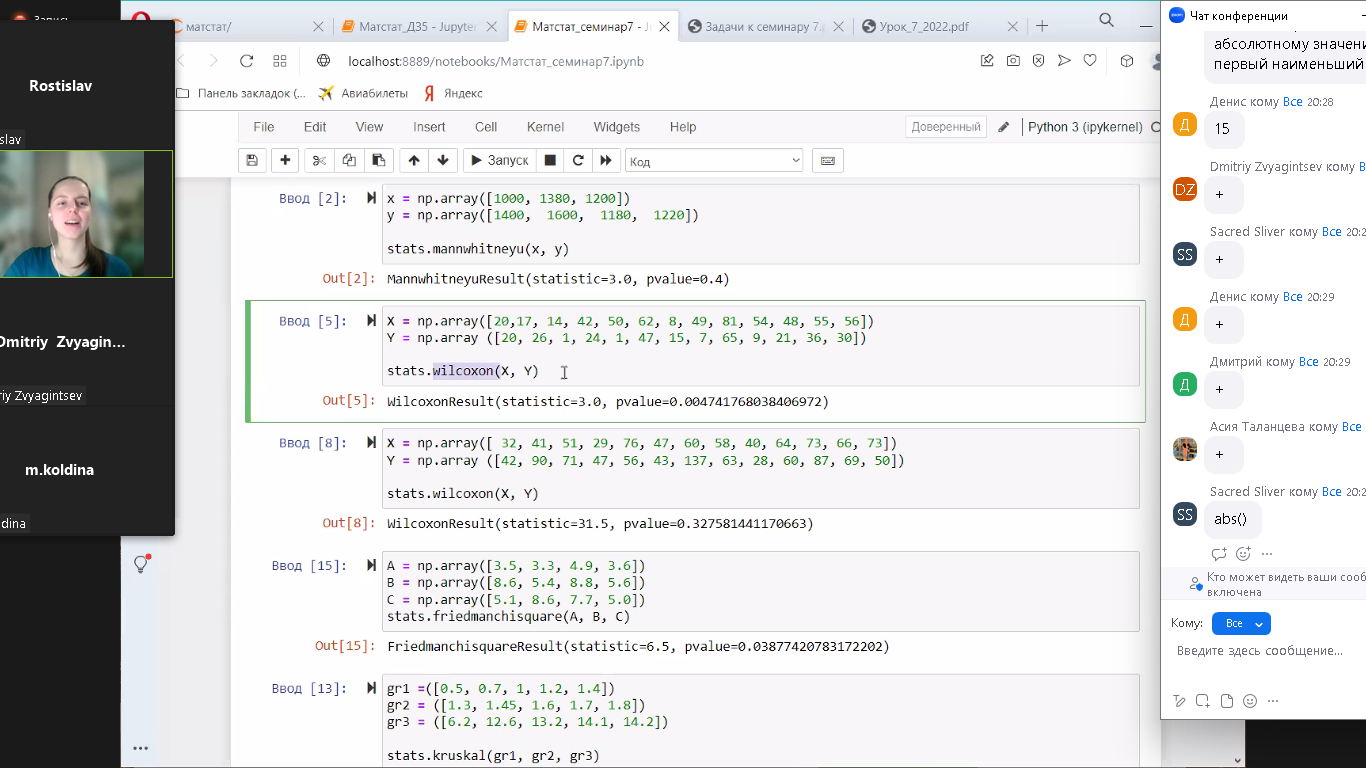 Запись
матстат/
Матстат_Д35 - Jupyter
Матстат_семинар7 - J
Задачи к семинару 7.p
Урок_7_2022.pdf
localhost:8889/notebooks/Матстат_семинар7.ipynb
Панель закладок (...
Авиабилеты
Яндекс
File Edit View Insert Cell Kernel Widgets Help
Доверенный
Python 3 (ipykernel)
Запуск
Код
Ввод [2]:
x = np.array([1000, 1380, 1200])
y = np.array([1400, 1600, 1180, 1220])
stats.mannwhitneyu(x, y)
Out[2]: MannwhitneyuResult(statistic=3.0, pvalue=0.4)
Ввод [5]:
X = np.array([20,17, 14, 42, 50, 62, 8, 49, 81, 54, 48, 55, 56])
Y = np.array ([20, 26, 1, 24, 1, 47, 15, 7, 65, 9, 21, 36, 30])
stats.wilcoxon(X, Y)
Out[5]: WilcoxonResult(statistic=3.0, pvalue=0.004741768038406972)
Ввод [8]:
X = np.array([ 32, 41, 51, 29, 76, 47, 60, 58, 40, 64, 73, 66, 73])
Y = np.array ([42, 90, 71, 47, 56, 43, 137, 63, 28, 60, 87, 69, 50])
stats.wilcoxon(X, Y)
Out[8]: WilcoxonResult(statistic=31.5, pvalue=0.327581441170663)
Ввод [15]:
A = np.array([3.5, 3.3, 4.9, 3.6])
B = np.array([8.6, 5.4, 8.8, 5.6])
C = np.array([5.1, 8.6, 7.7, 5.0])
stats.friedmanchisquare(A, B, C)
Out[15]: FriedmanchisquareResult(statistic=6.5, pvalue=0.03877420783172202)
Ввод [13]:
gr1 =([0.5, 0.7, 1, 1.2, 1.4])
gr2 = ([1.3, 1.45, 1.6, 1.7, 1.8])
gr3 = ([6.2, 12.6, 13.2, 14.1, 14.2])
stats.kruskal(gr1, gr2, gr3)
Rostislav
slav
Dmitriy Zvyagin...
riy Zvyagintsev
m.koldina
dina
Чат конференции
абсолютному значени
первый наименьший
Денис кому Все 20:28
Д
15
Dmitriy Zvyagintsev кому В
DZ
+
Sacred Sliver кому Все 20:2
SS
+
Денис кому Все 20:29
Д
+
Дмитрий кому Все 20:29
Д
+
Асия Таланцева кому Все
+
Sacred Sliver кому Все 20:2
SS
abs()
Кто может видеть ваши сооб
включена
Кому: Все
Введите здесь сообщение...